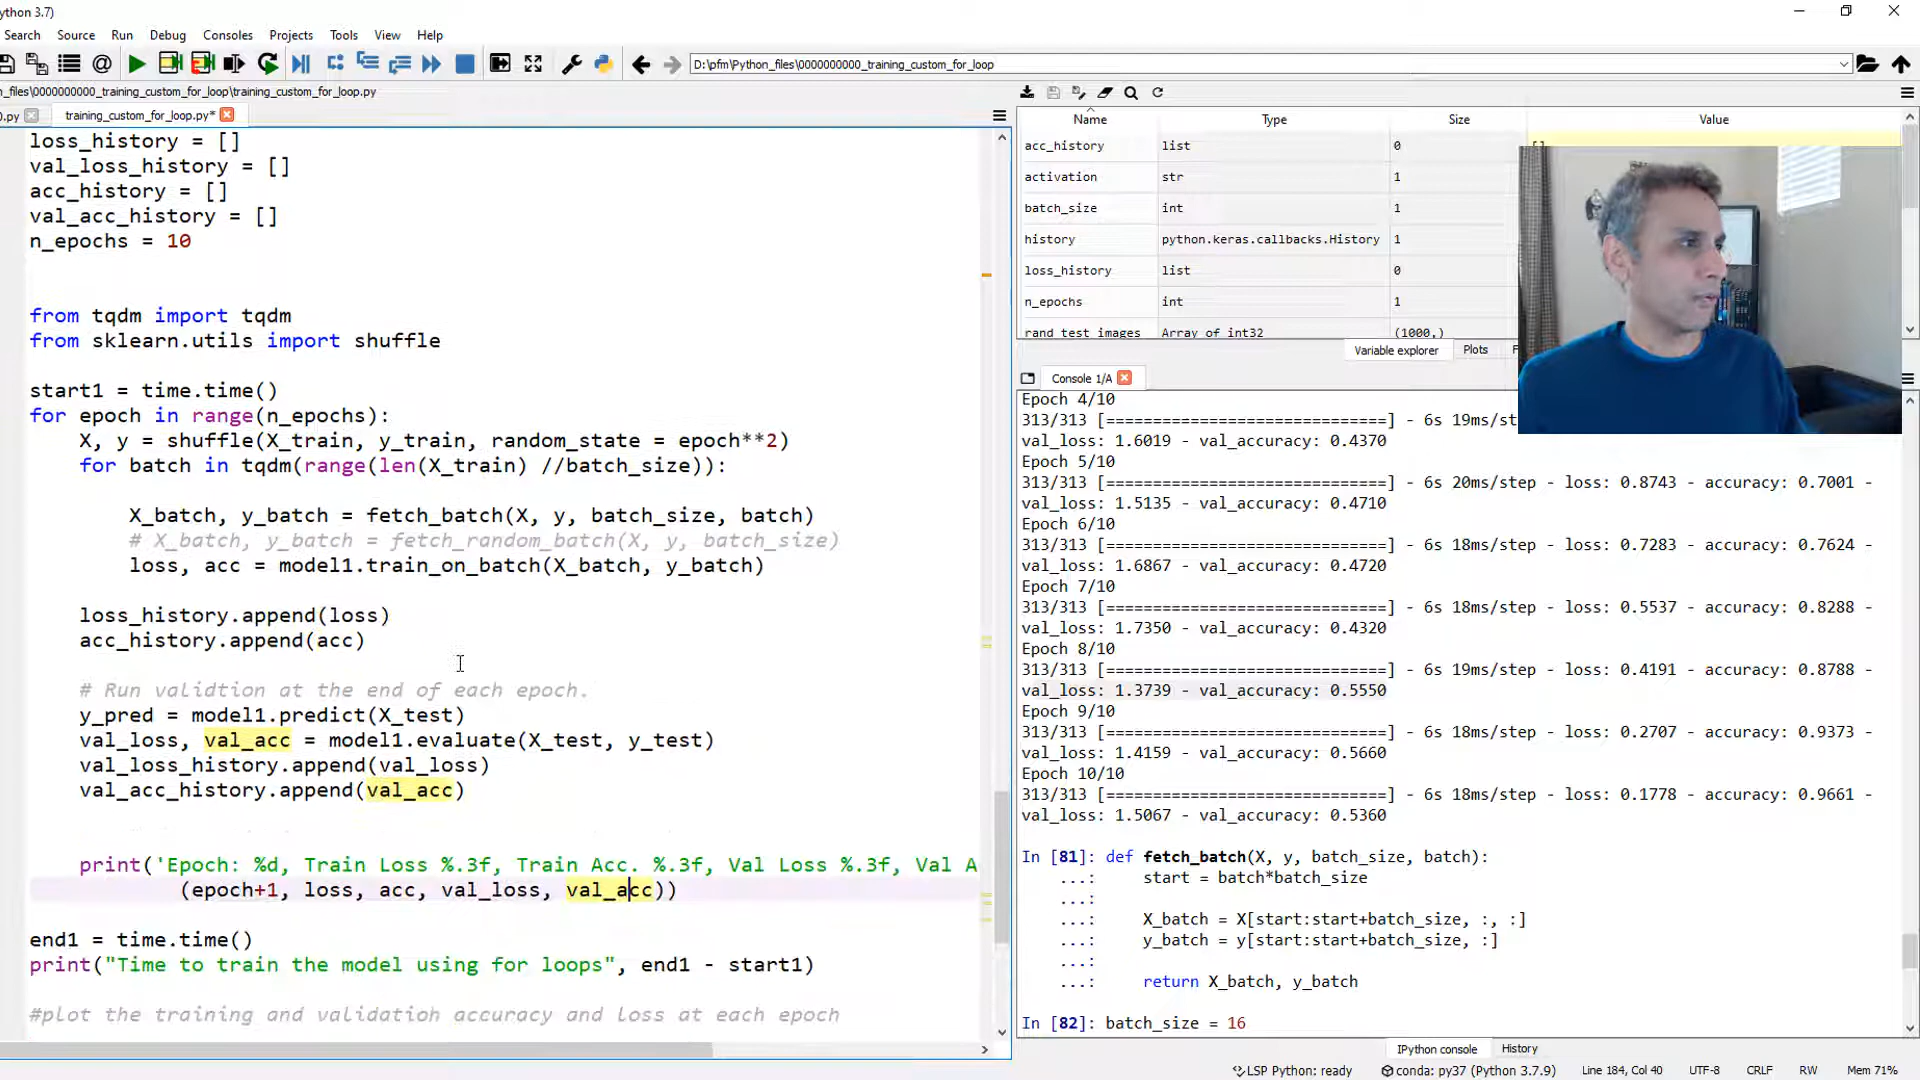 ython 3.7)
Search Source Run Debug Consoles Projects Tools View Help
D:\pfm\Python_files\0000000000_training_custom_for_loop
_files\0000000000_training_custom_for_loop\training_custom_for_loop.py
0.py training_custom_for_loop.py*
loss_history = []
val_loss_history = []
acc_history = []
val_acc_history = []
n_epochs = 10
from tqdm import tqdm
from sklearn.utils import shuffle
start1 = time.time()
for epoch in range(n_epochs):
X, y = shuffle(X_train, y_train, random_state = epoch**2)
for batch in tqdm(range(len(X_train) //batch_size)):
X_batch, y_batch = fetch_batch(X, y, batch_size, batch)
# X_batch, y_batch = fetch_random_batch(X, y, batch_size)
loss, acc = model1.train_on_batch(X_batch, y_batch)
loss_history.append(loss)
acc_history.append(acc)
# Run validtion at the end of each epoch.
y_pred = model1.predict(X_test)
val_loss, val_acc = model1.evaluate(X_test, y_test)
val_loss_history.append(val_loss)
val_acc_history.append(val_acc)
print('Epoch: %d, Train Loss %.3f, Train Acc. %.3f, Val Loss %.3f, Val A
(epoch+1, loss, acc, val_loss, val_acc))
end1 = time.time()
print("Time to train the model using for loops", end1 - start1)
#plot the training and validation accuracy and loss at each epoch
Name Type Size Value
acc_history list 0 []
activation str 1
batch_size int 1
history python.keras.callbacks.History 1
loss_history list 0
n_epochs int 1
rand_test_images Array of int32 (1000,)
Variable explorer Plots F
Console 1/A
Epoch 4/10
313/313 [==============================] - 6s 19ms/st
val_loss: 1.6019 - val_accuracy: 0.4370
Epoch 5/10
313/313 [==============================] - 6s 20ms/step - loss: 0.8743 - accuracy: 0.7001 -
val_loss: 1.5135 - val_accuracy: 0.4710
Epoch 6/10
313/313 [==============================] - 6s 18ms/step - loss: 0.7283 - accuracy: 0.7624 -
val_loss: 1.6867 - val_accuracy: 0.4720
Epoch 7/10
313/313 [==============================] - 6s 18ms/step - loss: 0.5537 - accuracy: 0.8288 -
val_loss: 1.7350 - val_accuracy: 0.4320
Epoch 8/10
313/313 [==============================] - 6s 19ms/step - loss: 0.4191 - accuracy: 0.8788 -
val_loss: 1.3739 - val_accuracy: 0.5550
Epoch 9/10
313/313 [==============================] - 6s 18ms/step - loss: 0.2707 - accuracy: 0.9373 -
val_loss: 1.4159 - val_accuracy: 0.5660
Epoch 10/10
313/313 [==============================] - 6s 18ms/step - loss: 0.1778 - accuracy: 0.9661 -
val_loss: 1.5067 - val_accuracy: 0.5360
In [81]: def fetch_batch(X, y, batch_size, batch):
...: start = batch*batch_size
...:
...: X_batch = X[start:start+batch_size, :, :]
...: y_batch = y[start:start+batch_size, :]
...:
...: return X_batch, y_batch
In [82]: batch_size = 16
IPython console History
LSP Python: ready conda: py37 (Python 3.7.9) Line 184, Col 40 UTF-8 CRLF RW Mem 71%